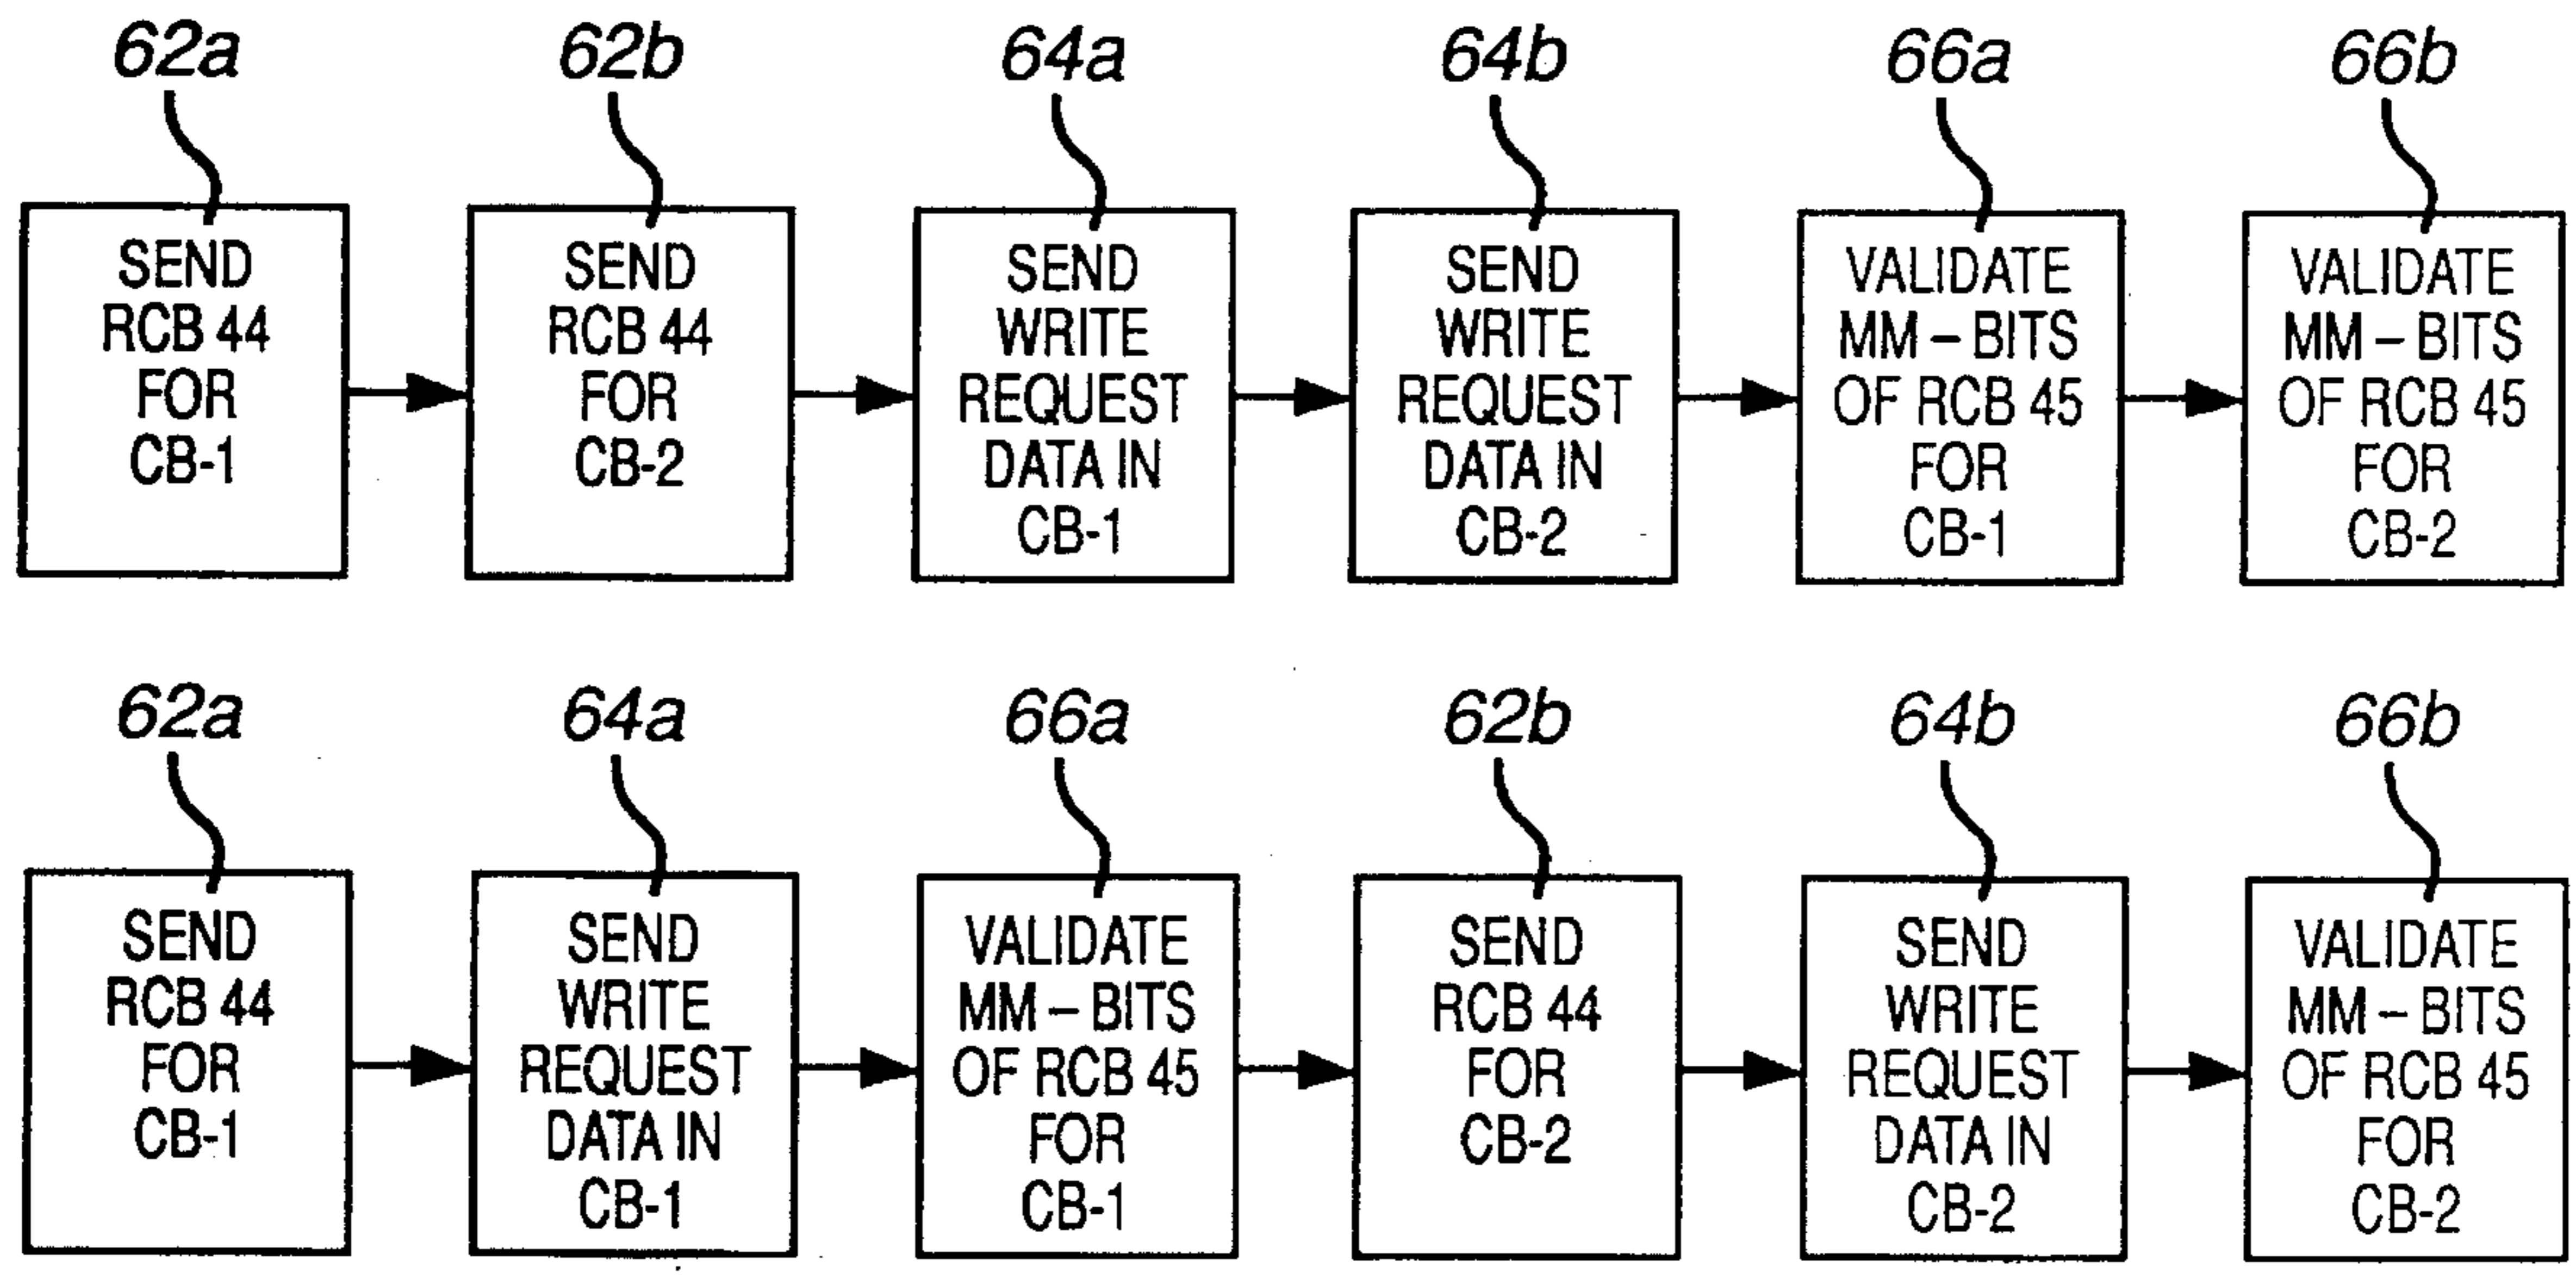 62a
62b
64a
64b
66a
66b
SEND
RCB 44
FOR
CB-1
SEND
RCB 44
FOR
CB-2
SEND
WRITE
REQUEST
DATA IN
CB-1
SEND
WRITE
REQUEST
DATA IN
CB-2
VALIDATE
MM – BITS
OF RCB 45
FOR
CB-1
VALIDATE
MM – BITS
OF RCB 45
FOR
CB-2
62a
64a
66a
62b
64b
66b
SEND
RCB 44
FOR
CB-1
SEND
WRITE
REQUEST
DATA IN
CB-1
VALIDATE
MM – BITS
OF RCB 45
FOR
CB-1
SEND
RCB 44
FOR
CB-2
SEND
WRITE
REQUEST
DATA IN
CB-2
VALIDATE
MM – BITS
OF RCB 45
FOR
CB-2